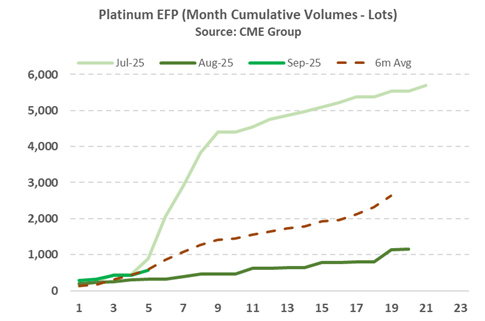 Platinum EFP (Month Cumulative Volumes - Lots)
Source: CME Group
Jul-25 Aug-25 Sep-25 6m Avg
6,000
5,000
4,000
3,000
2,000
1,000
0
1 3 5 7 9 11 13 15 17 19 21 23